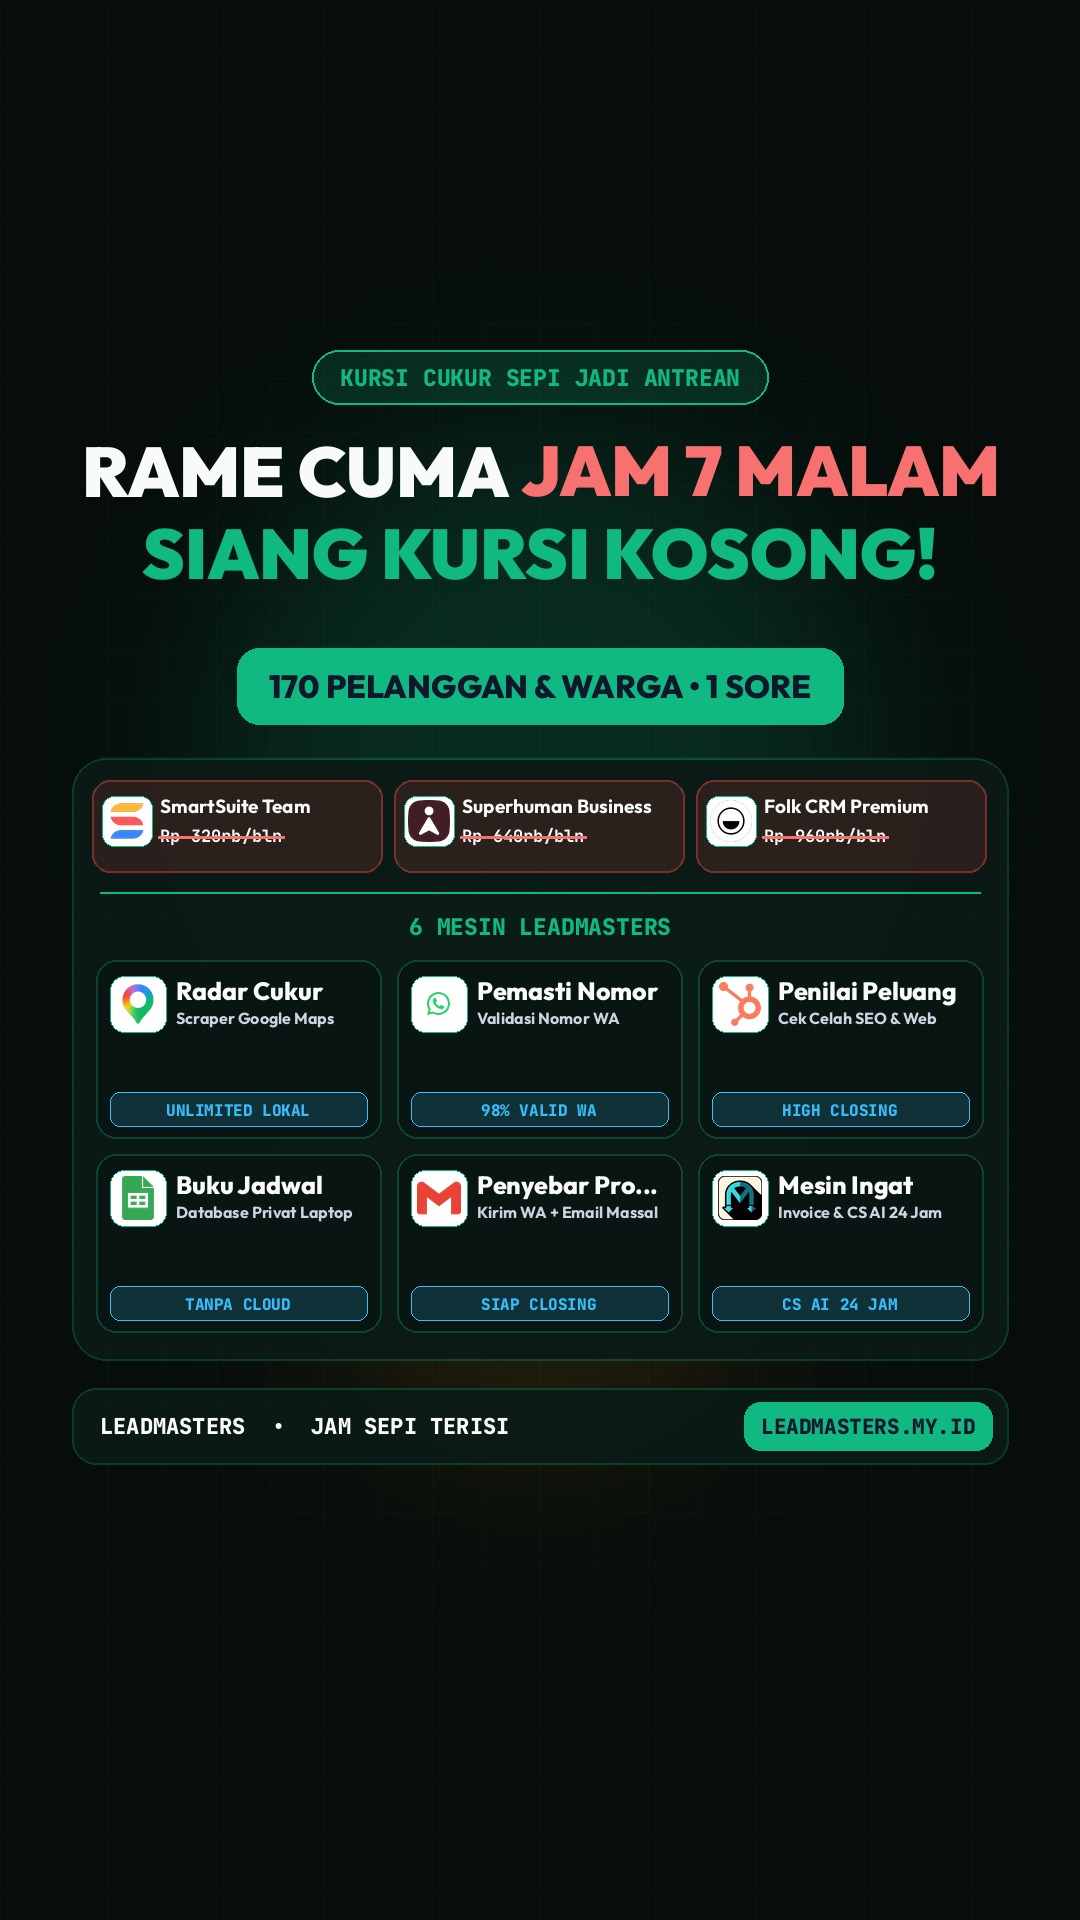 KURSI CUKUR SEPI JADI ANTREAN
RAME CUMA JAM 7 MALAM
SIANG KURSI KOSONG!
170 PELANGGAN & WARGA • 1 SORE
SmartSuite Team
Rp 320rb/bln
Superhuman Business
Rp 640rb/bln
Folk CRM Premium
Rp 960rb/bln
6 MESIN LEADMASTERS
Radar Cukur
Scraper Google Maps
UNLIMITED LOKAL
Pemasti Nomor
Validasi Nomor WA
98% VALID WA
Penilai Peluang
Cek Celah SEO & Web
HIGH CLOSING
Buku Jadwal
Database Privat Laptop
TANPA CLOUD
Penyebar Pro...
Kirim WA + Email Massal
SIAP CLOSING
Mesin Ingat
Invoice & CS AI 24 Jam
CS AI 24 JAM
LEADMASTERS • JAM SEPI TERISI
LEADMASTERS.MY.ID